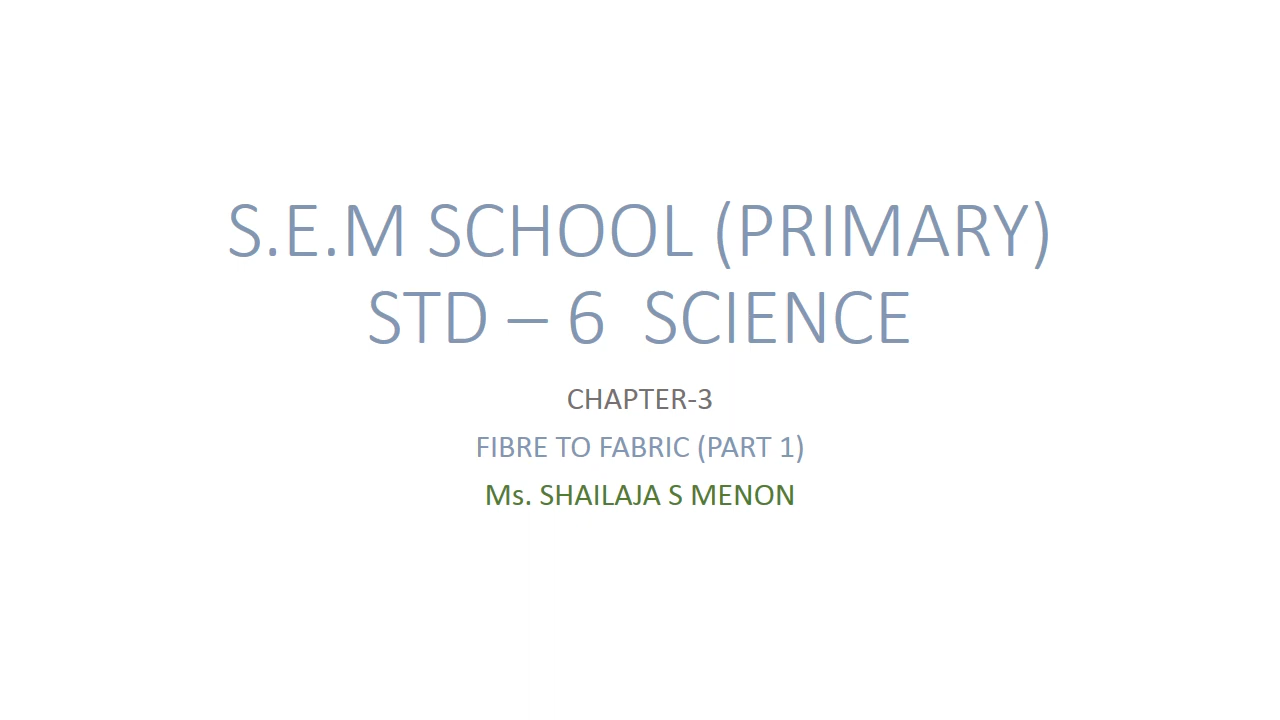 S.E.M SCHOOL (PRIMARY)
STD – 6 SCIENCE
CHAPTER-3
FIBRE TO FABRIC (PART 1)
Ms. SHAILAJA S MENON